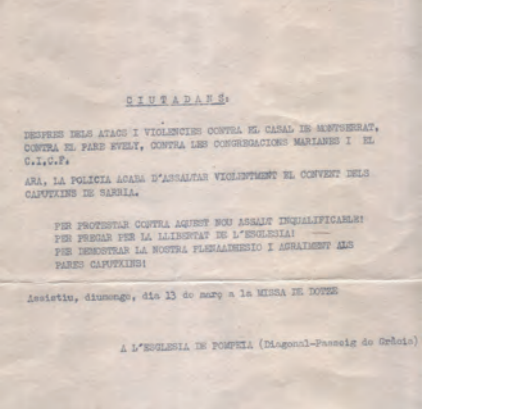 CIUTADANS:
DESPRES DELS ATACS I VIOLENCIES CONTRA EL CASAL DE MONTSERRAT,
CONTRA EL PARE EVELY, CONTRA LES CONGREGACIONS MARIANES I EL
C.I.C.F.
ARA, LA POLICIA ACABA D'ASSALTAR VIOLENTMENT EL CONVENT DELS
CAPUTXINS DE SARRIA.
PER PROTESTAR CONTRA AQUEST NOU ASSALT INQUALIFICABLE!
PER PREGAR PER LA LLIBERTAT DE L'ESGLESIA!
PER DEMOSTRAR LA NOSTRA PLENAADHESIO I AGRAIMENT ALS
PARES CAPUTXINS!
Assistiu, diumenge, dia 13 de març a la MISSA DE DOTZE
A L'ESGLESIA DE POMPEIA (Diagonal-Passeig de Gràcia)